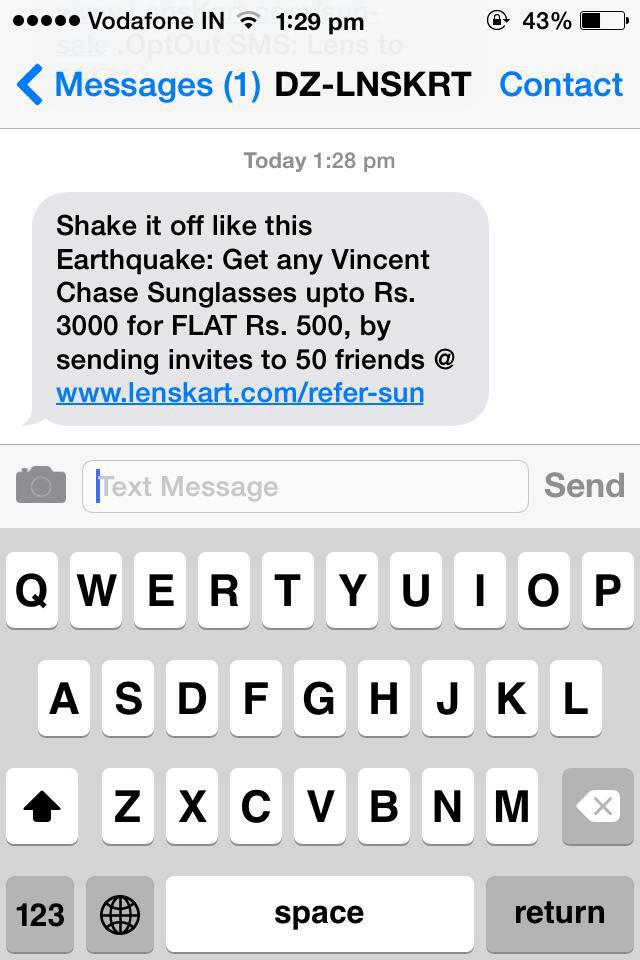 Vodafone IN 1:29 pm 43%
sale .OptOut SMS: Lens to
Messages (1) DZ-LNSKRT Contact
Today 1:28 pm
Shake it off like this
Earthquake: Get any Vincent
Chase Sunglasses upto Rs.
3000 for FLAT Rs. 500, by
sending invites to 50 friends @
www.lenskart.com/refer-sun
Text Message Send
Q W E R T Y U I O P
A S D F G H J K L
Z X C V B N M
123 space return